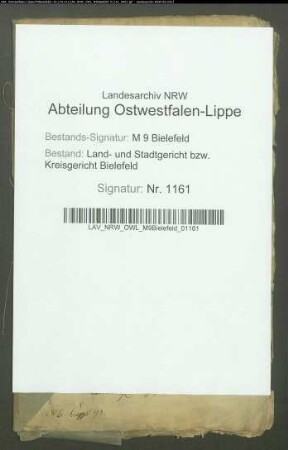 Landesarchiv NRW
Abteilung Ostwestfalen-Lippe
Bestands-Signatur: M 9 Bielefeld
Bestand: Land- und Stadtgericht bzw.
Kreisgericht Bielefeld
Signatur: Nr. 1161
LAV_NRW_OWL_M9Bielefeld_01161